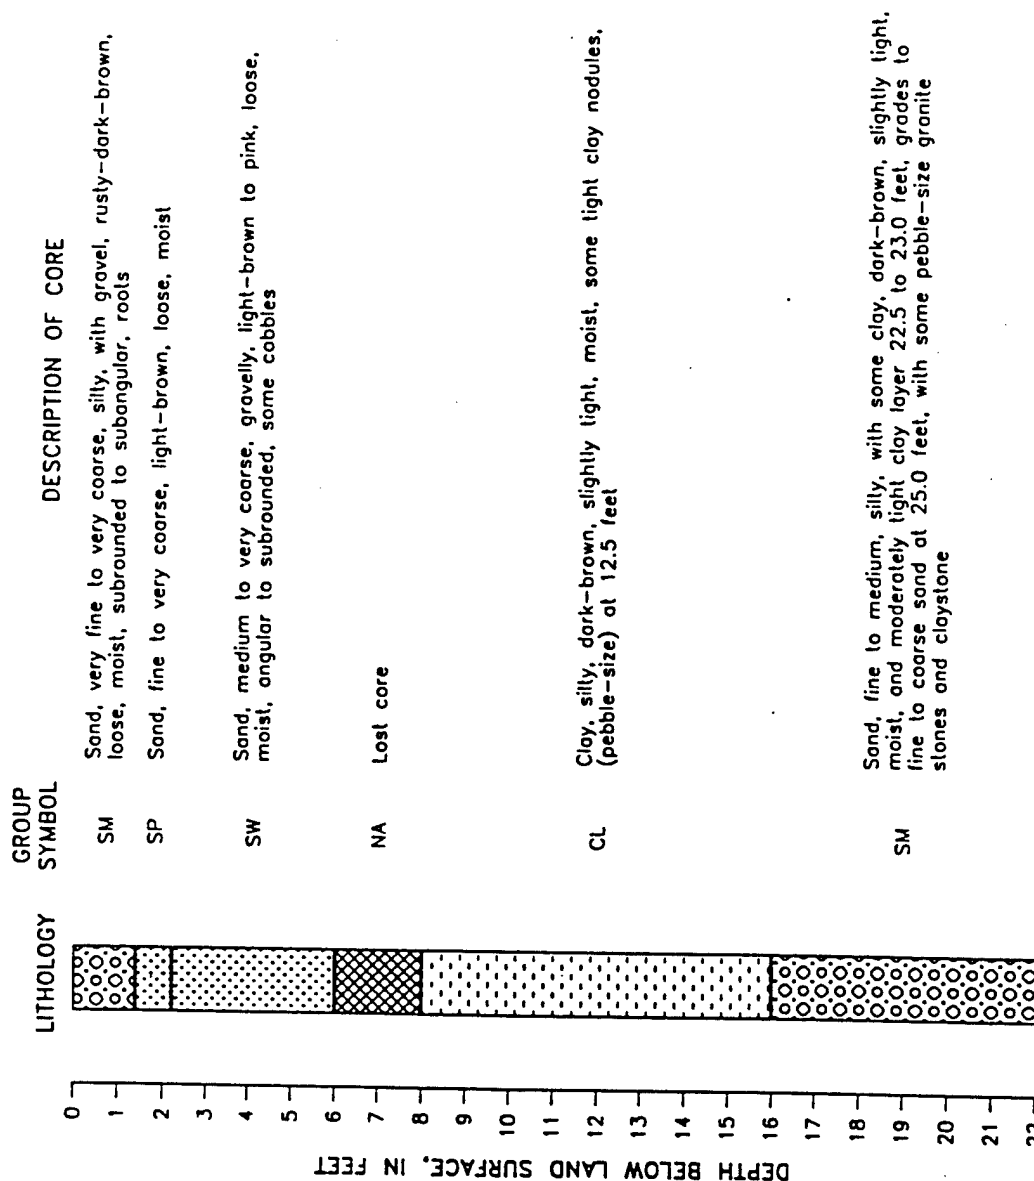 DEPTH BELOW LAND SURFACE, IN FEET
LITHOLOGY
GROUP
SYMBOL
DESCRIPTION OF CORE
0
1
2
3
4
5
6
7
8
9
10
11
12
13
14
15
16
17
18
19
20
21
22
SM
Sand, very fine to very coarse, silty, with gravel, rusty-dark-brown,
loose, moist, subrounded to subangular, roots
SP
Sand, fine to very coarse, light-brown, loose, moist
SW
Sand, medium to very coarse, gravelly, light-brown to pink, loose,
moist, angular to subrounded, some cobbles
NA
Lost core
CL
Clay, silty, dark-brown, slightly tight, moist, some tight clay nodules,
(pebble-size) at 12.5 feet
SM
Sand, fine to medium, silty, with some clay, dark-brown, slightly tight,
moist, and moderately tight clay layer 22.5 to 23.0 feet, grades to
fine to coarse sand at 25.0 feet, with some pebble-size granite
stones and claystone